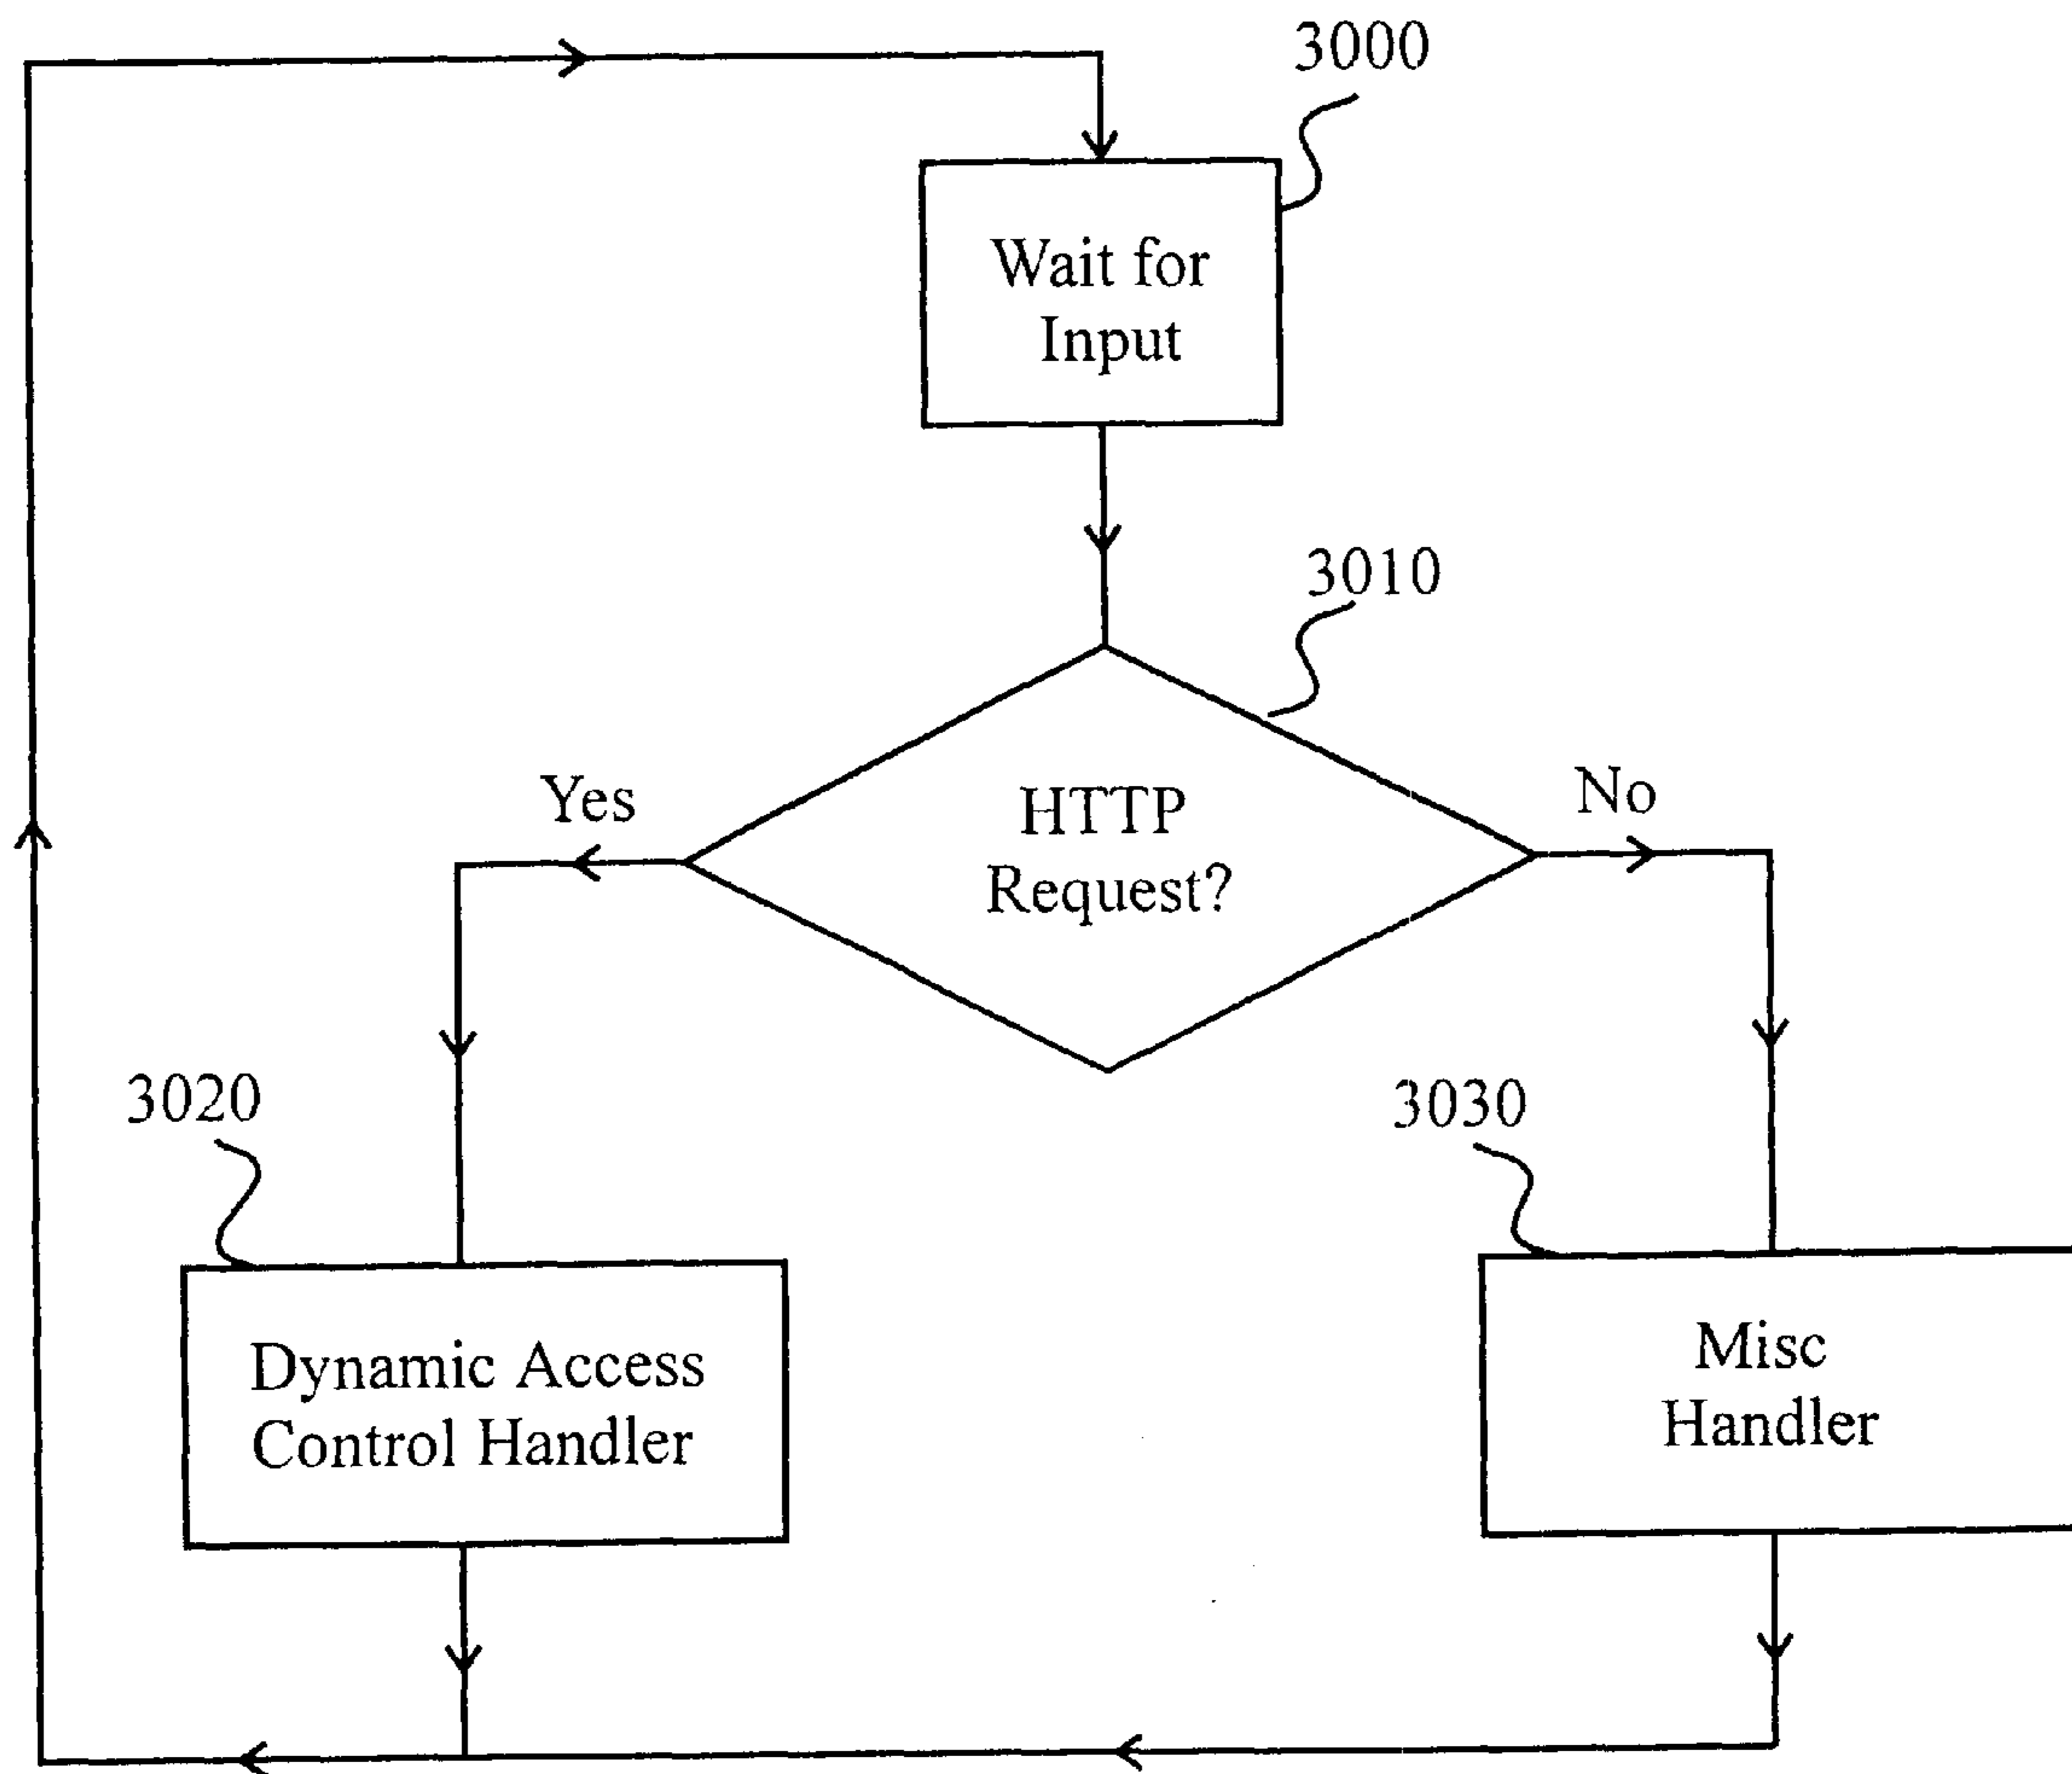 3000
Wait for
Input
3010
Yes
HTTP
Request?
No
3020
3030
Dynamic Access
Control Handler
Misc
Handler